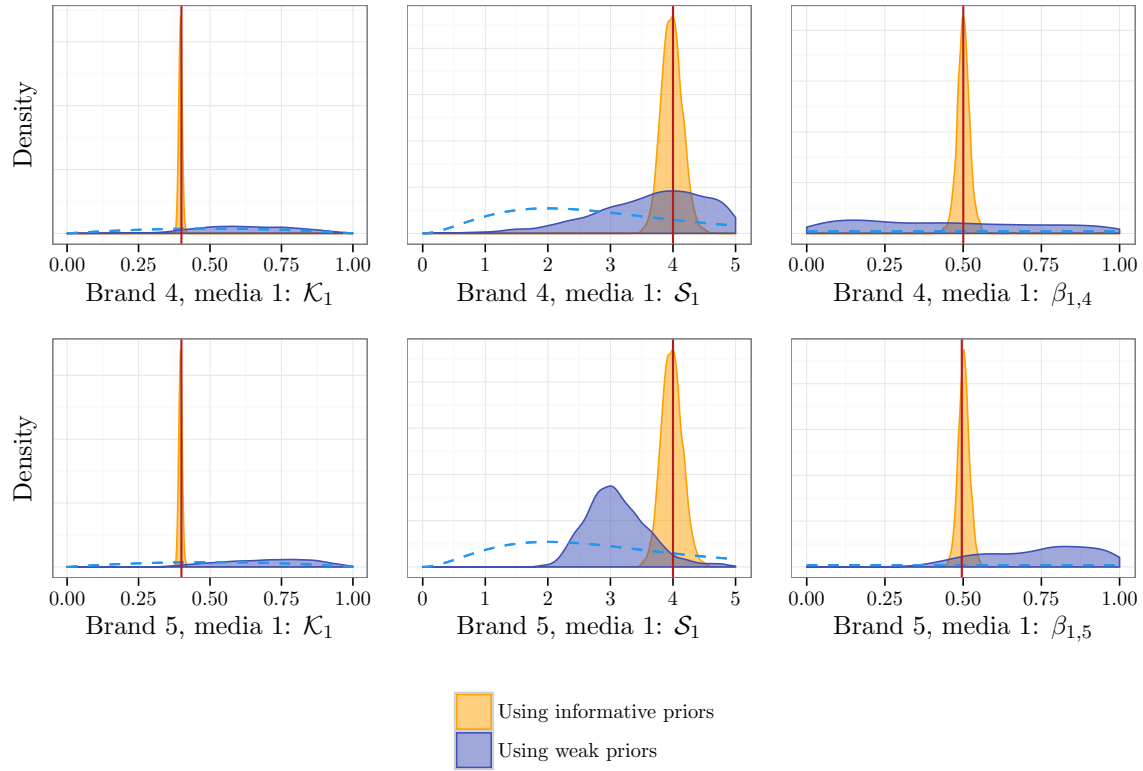 Density
0.00 0.25 0.50 0.75 1.00
Brand 4, media 1: 𝒦₁
0 1 2 3 4 5
Brand 4, media 1: 𝒮₁
0.00 0.25 0.50 0.75 1.00
Brand 4, media 1: β₁,₄
Density
0.00 0.25 0.50 0.75 1.00
Brand 5, media 1: 𝒦₁
0 1 2 3 4 5
Brand 5, media 1: 𝒮₁
0.00 0.25 0.50 0.75 1.00
Brand 5, media 1: β₁,₅
Using informative priors
Using weak priors